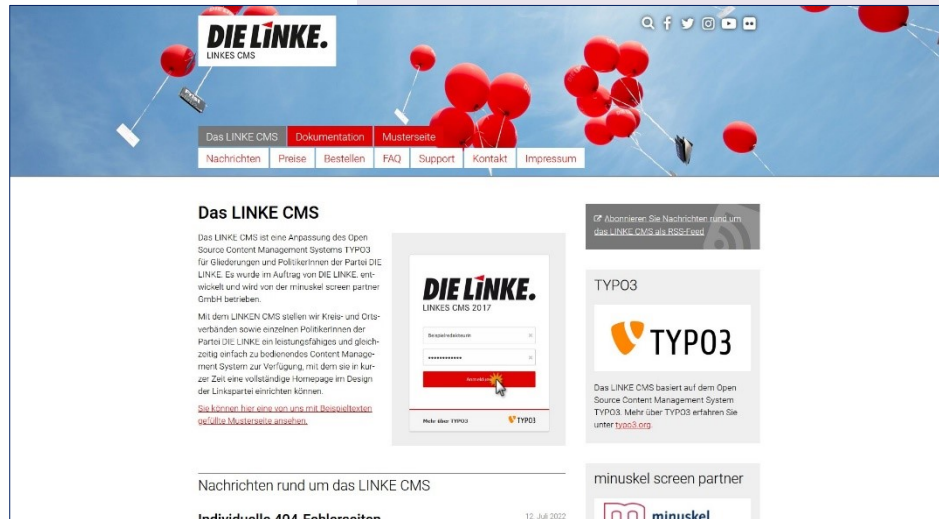 DIE LINKE.
LINKES CMS
Das LINKE CMS Dokumentation Musterseite
Nachrichten Preise Bestellen FAQ Support Kontakt Impressum
Das LINKE CMS
Das LINKE CMS ist eine Anpassung des Open
Source Content Management Systems TYPO3
für Gliederungen und PolitikerInnen der Partei DIE
LINKE. Es wurde im Auftrag von DIE LINKE. ent-
wickelt und wird von der minuskel screen partner
GmbH betrieben.
Mit dem LINKEN CMS stellen wir Kreis- und Orts-
verbänden sowie einzelnen PolitikerInnen der
Partei DIE LINKE ein leistungsfähiges und gleich-
zeitig einfach zu bedienendes Content Manage-
ment System zur Verfügung, mit dem sie in kur-
zer Zeit eine vollständige Homepage im Design
der Linkspartei einrichten können.
Sie können hier eine von uns mit Beispieltexten
gefüllte Musterseite ansehen.
DIE LINKE.
LINKES CMS 2017
Mehr über TYPO3 TYPO3
Abonnieren Sie Nachrichten rund um
das LINKE CMS als RSS-Feed
TYPO3
TYPO3
Das LINKE CMS basiert auf dem Open
Source Content Management System
TYPO3. Mehr über TYPO3 erfahren Sie
unter typo3.org.
Nachrichten rund um das LINKE CMS
Individuelle 404-Fehlerseiten 12. Juli 2022
minuskel screen partner
minuskel